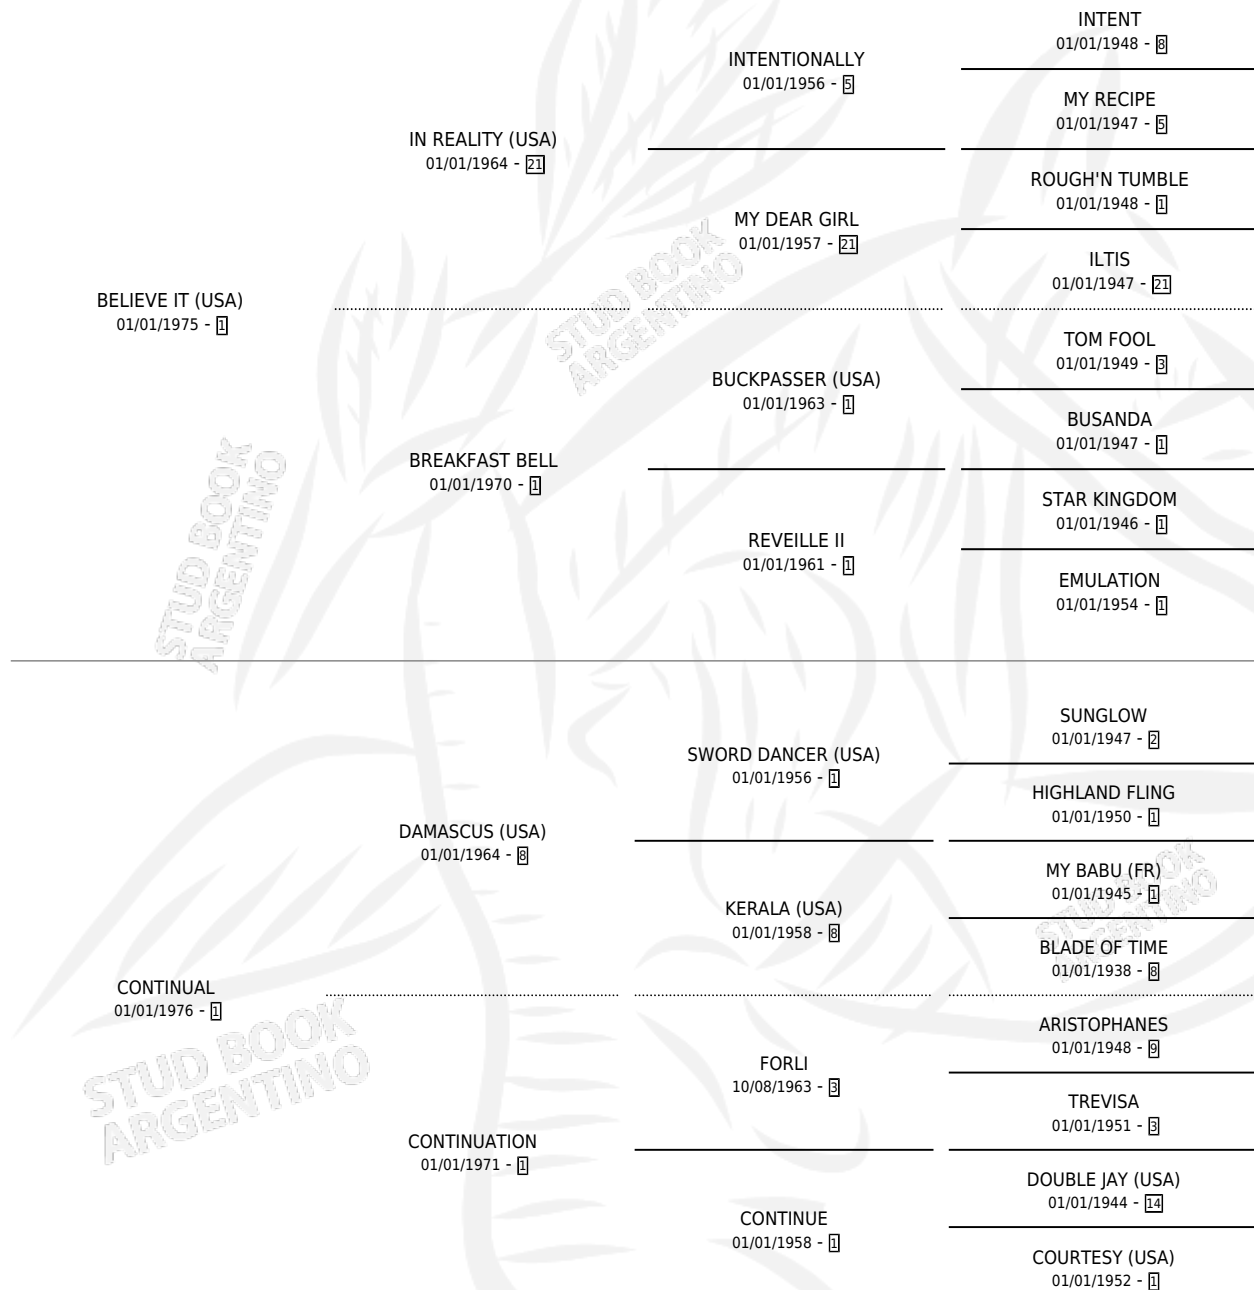 INTENT
01/01/1948 - 8
INTENTIONALLY
01/01/1956 - 5
MY RECIPE
01/01/1947 - 5
IN REALITY (USA)
01/01/1964 - 21
ROUGH'N TUMBLE
01/01/1948 - 1
MY DEAR GIRL
01/01/1957 - 21
ILTIS
01/01/1947 - 21
BELIEVE IT (USA)
01/01/1975 - 1
STUD BOOK
ARGENTINO
TOM FOOL
01/01/1949 - 3
BUCKPASSER (USA)
01/01/1963 - 1
BUSANDA
01/01/1947 - 1
BREAKFAST BELL
01/01/1970 - 1
STAR KINGDOM
01/01/1946 - 1
REVEILLE II
01/01/1961 - 1
EMULATION
01/01/1954 - 1
STUD BOOK
ARGENTINO
SUNGLOW
01/01/1947 - 2
SWORD DANCER (USA)
01/01/1956 - 1
HIGHLAND FLING
01/01/1950 - 1
DAMASCUS (USA)
01/01/1964 - 8
MY BABU (FR)
01/01/1945 - 1
STUD BOOK
ARGENTINO
KERALA (USA)
01/01/1958 - 8
BLADE OF TIME
01/01/1938 - 8
CONTINUAL
01/01/1976 - 1
STUD BOOK
ARGENTINO
ARISTOPHANES
01/01/1948 - 9
FORLI
10/08/1963 - 3
TREVISA
01/01/1951 - 3
CONTINUATION
01/01/1971 - 1
DOUBLE JAY (USA)
01/01/1944 - 14
CONTINUE
01/01/1958 - 1
COURTESY (USA)
01/01/1952 - 1